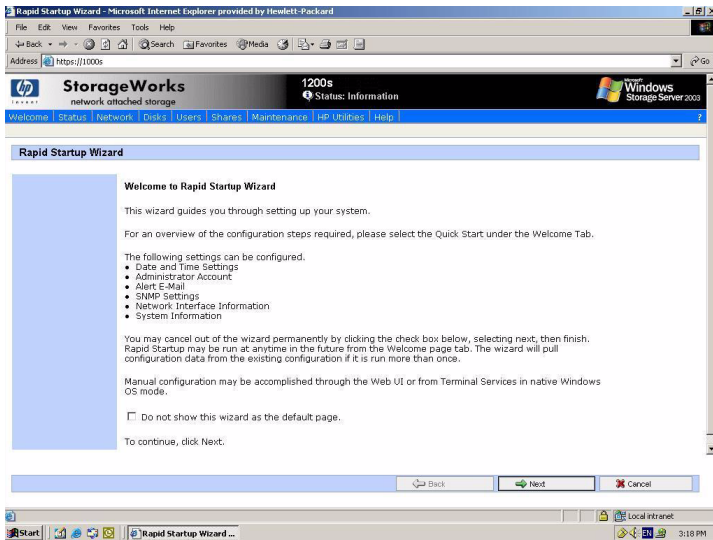 Rapid Startup Wizard - Microsoft Internet Explorer provided by Hewlett-Packard
File Edit View Favorites Tools Help
Back Search Favorites Media
Address https://1000s Go
hp invent
StorageWorks
network attached storage
1200s
Status: Information
Microsoft
Windows
Storage Server 2003
Welcome | Status | Network | Disks | Users | Shares | Maintenance | HP Utilities | Help | ?
Rapid Startup Wizard
Welcome to Rapid Startup Wizard
This wizard guides you through setting up your system.
For an overview of the configuration steps required, please select the Quick Start under the Welcome Tab.
The following settings can be configured.
• Date and Time Settings
• Administrator Account
• Alert E-Mail
• SNMP Settings
• Network Interface Information
• System Information
You may cancel out of the wizard permanently by clicking the check box below, selecting next, then finish.
Rapid Startup may be run at anytime in the future from the Welcome page tab. The wizard will pull
configuration data from the existing configuration if it is run more than once.
Manual configuration may be accomplished through the Web UI or from Terminal Services in native Windows
OS mode.
Do not show this wizard as the default page.
To continue, click Next.
Back Next Cancel
Local intranet
Start Rapid Startup Wizard ... EN 3:18 PM